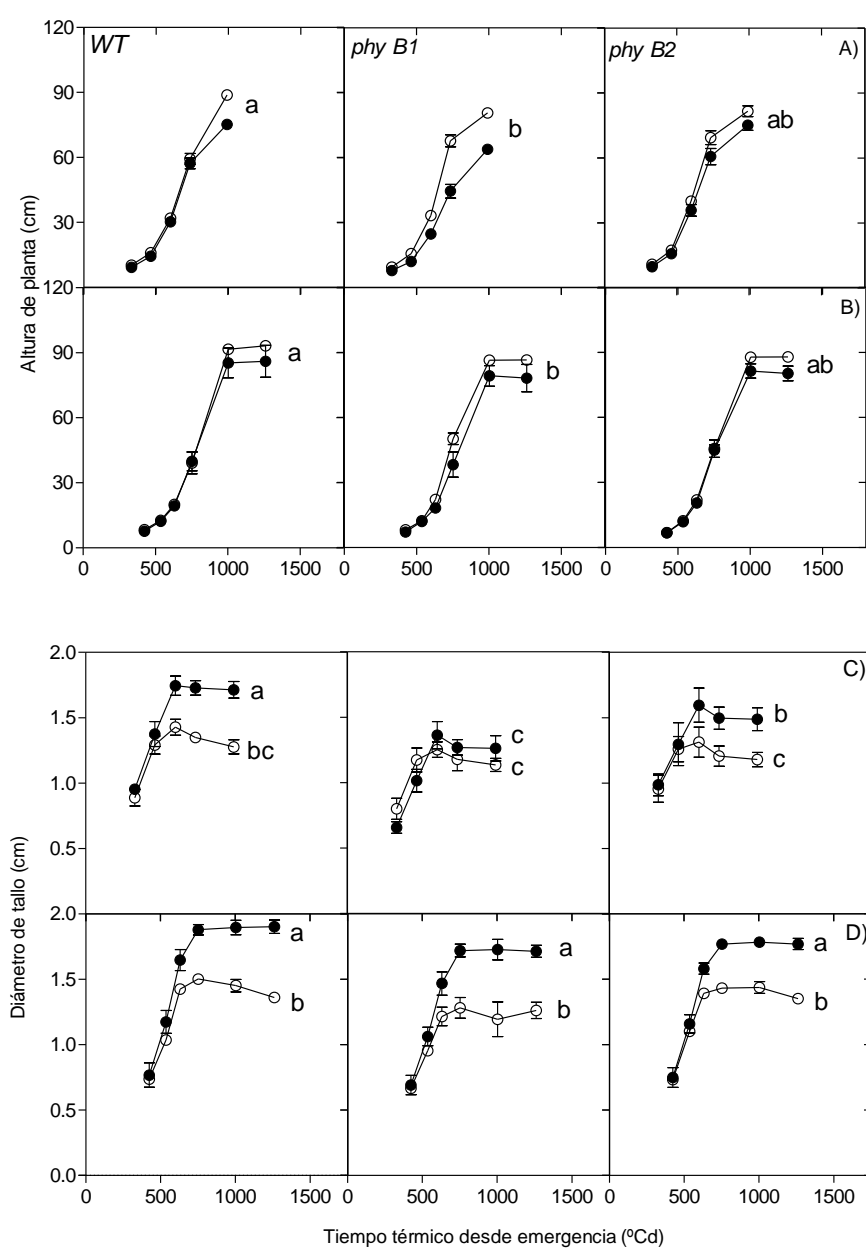 WT
phy B1
phy B2
A)
120
90
60
30
120
a
b
ab
Altura de planta (cm)
B)
90
60
30
0
a
b
ab
0
500
1000
1500
0
500
1000
1500
0
500
1000
1500
C)
2.0
1.5
1.0
0.5
2.0
a
bc
c
c
b
c
Diámetro de tallo (cm)
D)
1.5
1.0
0.5
0.0
a
b
a
b
a
b
0
500
1000
1500
0
500
1000
1500
0
500
1000
1500
Tiempo térmico desde emergencia (ºCd)